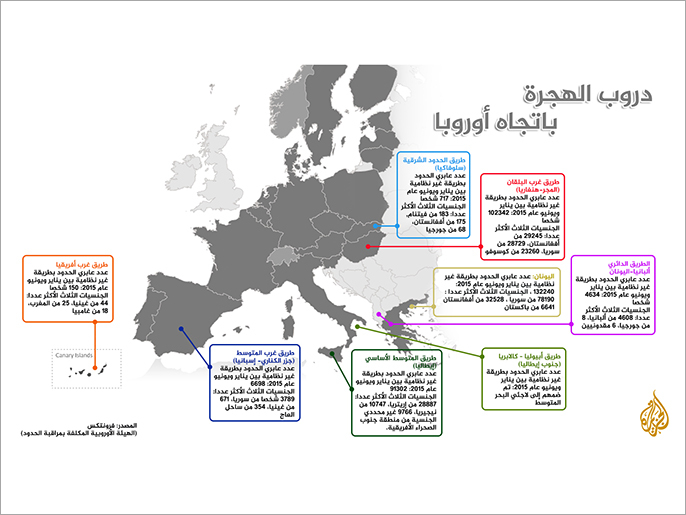 دروب الهجرة
باتجاه أوروبا
طريق الحدود الشرقية
(سلوفاكيا)
عدد عابري الحدود
بطريقة غير نظامية
بين يناير ويونيو عام
2015: 717 شخصا
الجنسيات الثلاث الأكثر
عددا: 183 من فيتنام،
175 من أفغانستان،
68 من جورجيا
طريق غرب البلقان
(المجر-هنغاريا)
عدد عابري الحدود بطريقة
غير نظامية بين يناير
ويونيو عام 2015: 102342
شخصا
الجنسيات الثلاث الأكثر
عددا: 29245 من
أفغانستان، 28729 من
سوريا، 23260 من كوسوفو
الطريق الدائري
ألبانيا-اليونان
عدد عابري الحدود بطريقة
غير نظامية بين يناير
ويونيو عام 2015: 4634
شخصا
الجنسيات الثلاث الأكثر
عددا: 4608 من ألبانيا، 8
من جورجيا، 6 مقدونيين
اليونان: عدد عابري الحدود بطريقة غير
نظامية بين يناير ويونيو عام 2015:
132240 ، الجنسيات الثلاث الأكثر عددا :
78190 من سوريا ، 32528 من أفغانستان
6641 من باكستان
طريق غرب أفريقيا
عدد عابري الحدود بطريقة
غير نظامية بين يناير ويونيو
عام 2015: 150 شخصا
الجنسيات الثلاث الأكثر عددا:
44 من غينيا، 25 من المغرب،
18 من غامبيا
Canary Islands
طريق غرب المتوسط
(جزر الكناري- إسبانيا)
عدد عابري الحدود بطريقة
غير نظامية بين يناير ويونيو
عام 2015: 6698
الجنسيات الثلاث الأكثر عددا:
3789 شخصا من سوريا، 671
من غينيا، 354 من ساحل
العاج
طريق المتوسط الأساسي
(إيطاليا)
عدد عابري الحدود بطريقة
غير نظامية بين يناير ويونيو
عام 2015: 91302
الجنسيات الثلاث الأكثر عددا:
28887 من إريتريا، 10747 من
نيجيريا، 9766 غير محددي
الجنسية من منطقة جنوب
الصحراء الأفريقية.
طريق أبيوليا - كالابريا
(جنوب إيطاليا)
عدد عابري الحدود بطريقة
غير نظامية بين يناير
ويونيو عام 2015: تم
ضمهم إلى لاجئي البحر
المتوسط
المصدر: فرونتكس
(الهيئة الأوروبية المكلفة بمراقبة الحدود)
الجزيرة